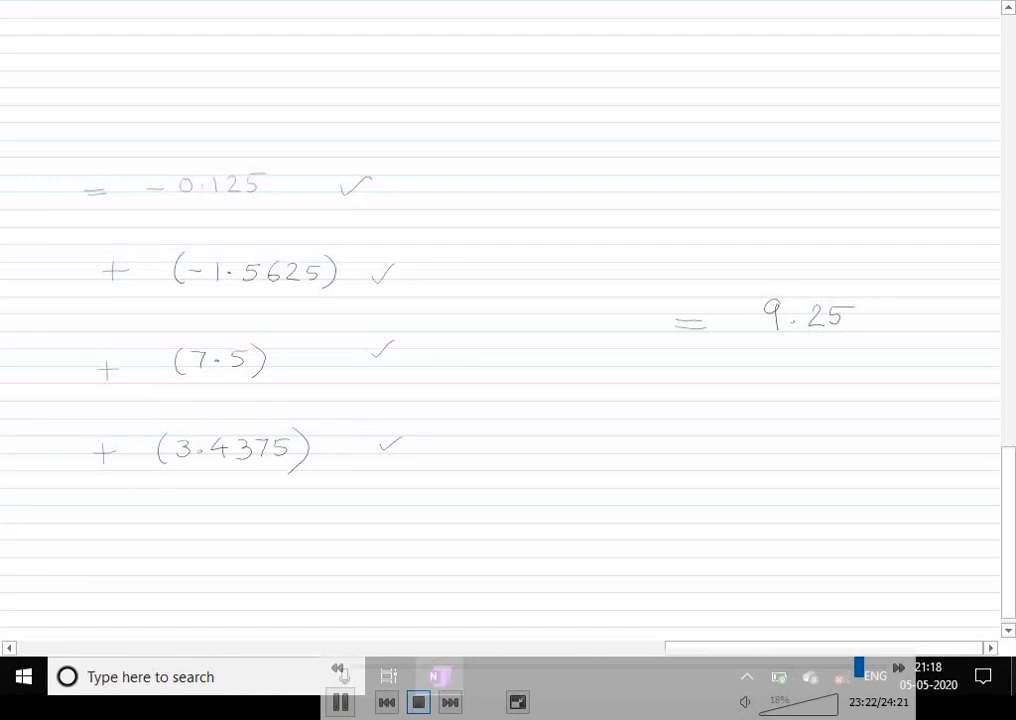 = - 0.125 ✓
+ (-1.5625) ✓
= 9.25
+ (7.5) ✓
+ (3.4375) ✓
Type here to search
N
ENG
21:18
05-05-2020
18%
23:22/24:21